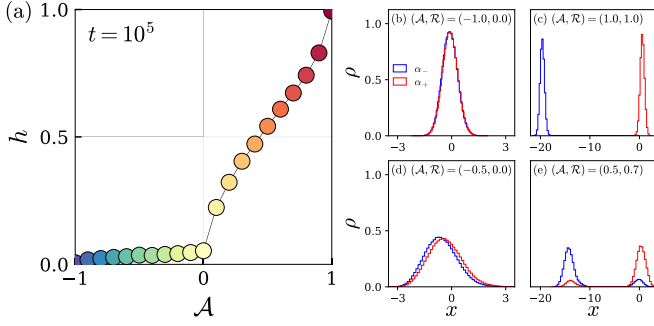 (a)
t = 10⁵
h
1.0
0.5
0.0
−1
0
1
𝒜
(b) (𝒜, ℛ) = (−1.0, 0.0)
α₋
α₊
ρ
1.0
0.5
0.0
−3
0
3
(c) (𝒜, ℛ) = (1.0, 1.0)
−20
−10
0
(d) (𝒜, ℛ) = (−0.5, 0.0)
ρ
1.0
0.5
0.0
−3
0
3
x
(e) (𝒜, ℛ) = (0.5, 0.7)
−20
−10
0
x